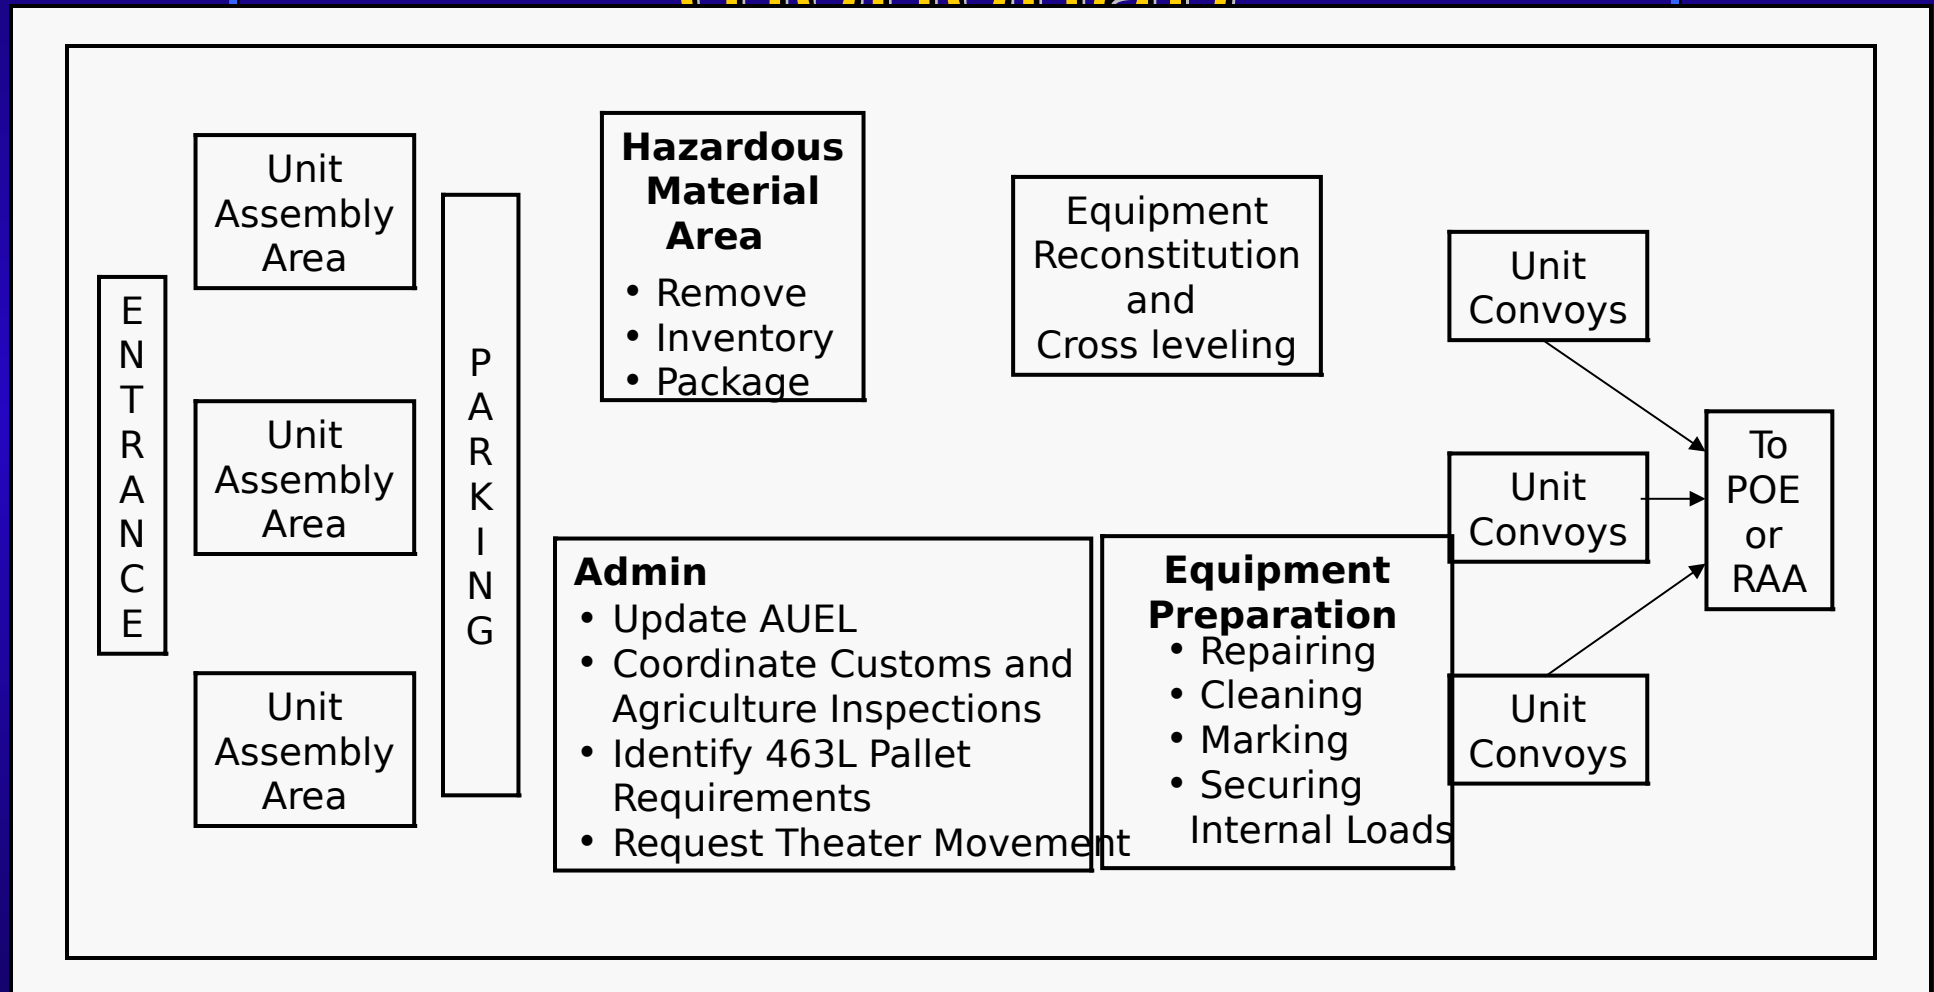 ENTRANCE
Unit
Assembly
Area
Unit
Assembly
Area
Unit
Assembly
Area
PARKING
Hazardous
Material
Area
• Remove
• Inventory
• Package
Admin
• Update AUEL
• Coordinate Customs and
Agriculture Inspections
• Identify 463L Pallet
Requirements
• Request Theater Movement
Equipment
Reconstitution
and
Cross leveling
Equipment
Preparation
• Repairing
• Cleaning
• Marking
• Securing
Internal Loads
Unit
Convoys
Unit
Convoys
Unit
Convoys
To
POE
or
RAA